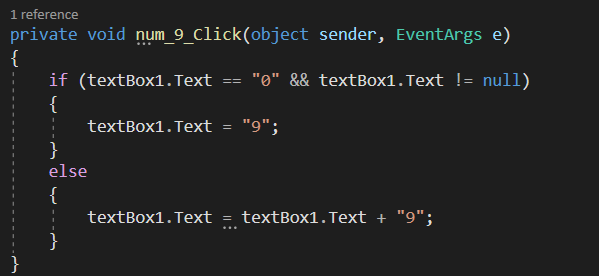 1 reference
private void num_9_Click(object sender, EventArgs e)
{
    if (textBox1.Text == "0" && textBox1.Text != null)
    {
        textBox1.Text = "9";
    }
    else
    {
        textBox1.Text = textBox1.Text + "9";
    }
}